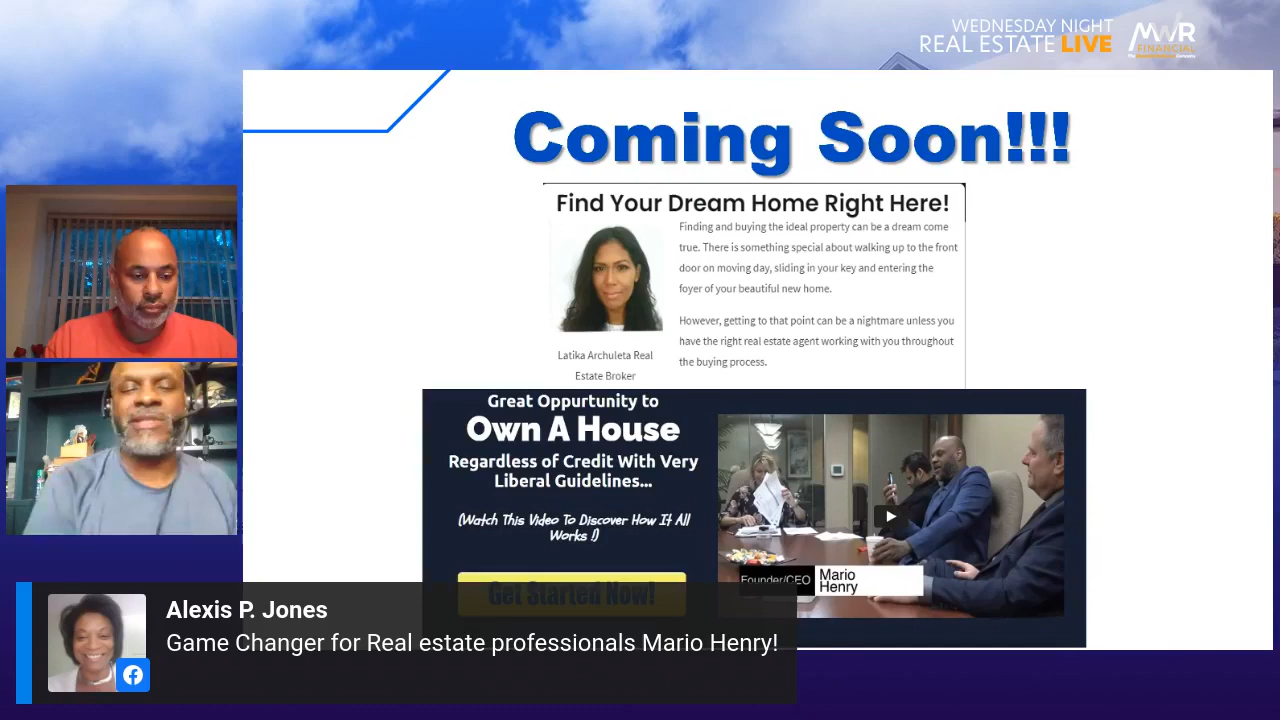 WEDNESDAY NIGHT
REAL ESTATE LIVE
MWR
FINANCIAL
Coming Soon!!!
Find Your Dream Home Right Here!
Finding and buying the ideal property can be a dream come
true. There is something special about walking up to the front
door on moving day, sliding in your key and entering the
foyer of your beautiful new home.
However, getting to that point can be a nightmare unless you
have the right real estate agent working with you throughout
the buying process.
Latika Archuleta Real
Estate Broker
Great Oppurtunity to
Own A House
Regardless of Credit With Very
Liberal Guidelines...
(Watch This Video To Discover How It All
Works !)
Get Started Now!
Founder/CEO
Mario
Henry
Alexis P. Jones
Game Changer for Real estate professionals Mario Henry!